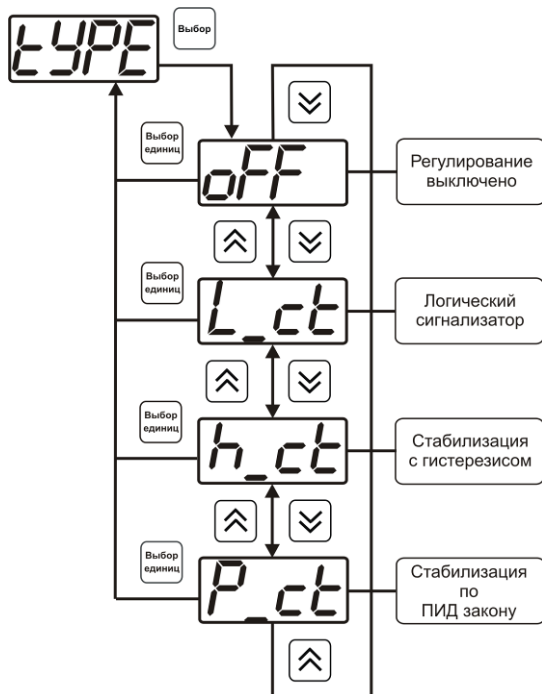 tYPE
Выбор
Выбор
единиц
oFF
Регулирование
выключено
Выбор
единиц
L_ct
Логический
сигнализатор
Выбор
единиц
h_ct
Стабилизация
с гистерезисом
Выбор
единиц
P_ct
Стабилизация
по
ПИД закону